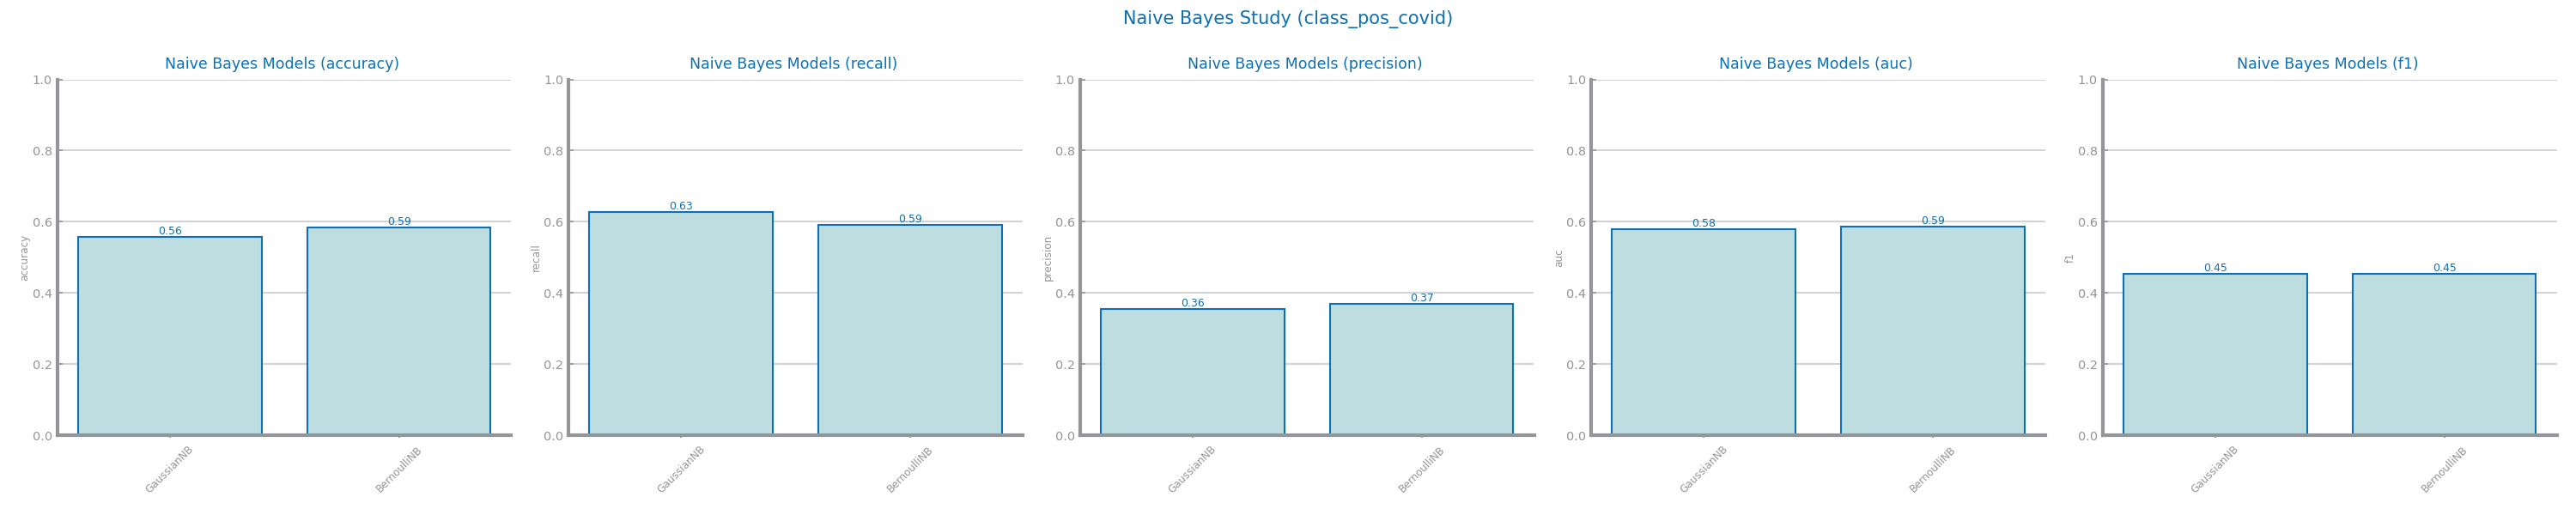 Naive Bayes Study (class_pos_covid)
Naive Bayes Models (accuracy)
1.0
0.8
0.6
0.4
0.2
0.0
accuracy
0.56
0.59
GaussianNB
BernoulliNB
Naive Bayes Models (recall)
1.0
0.8
0.6
0.4
0.2
0.0
recall
0.63
0.59
GaussianNB
BernoulliNB
Naive Bayes Models (precision)
1.0
0.8
0.6
0.4
0.2
0.0
precision
0.36
0.37
GaussianNB
BernoulliNB
Naive Bayes Models (auc)
1.0
0.8
0.6
0.4
0.2
0.0
auc
0.58
0.59
GaussianNB
BernoulliNB
Naive Bayes Models (f1)
1.0
0.8
0.6
0.4
0.2
0.0
f1
0.45
0.45
GaussianNB
BernoulliNB